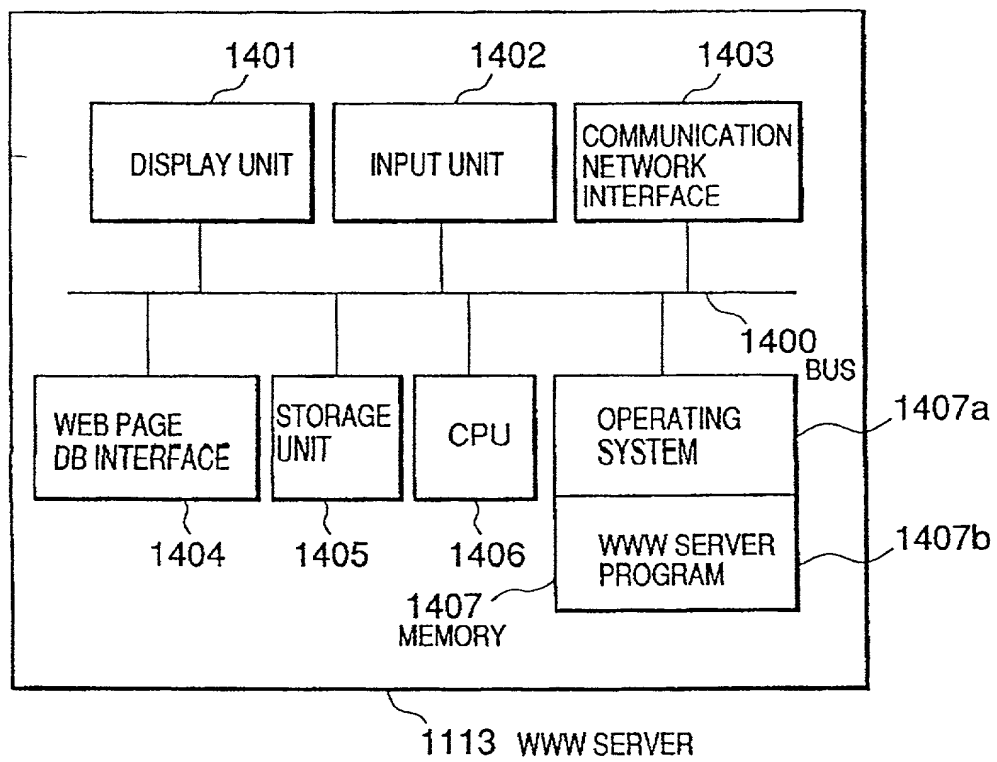 1401
1402
1403
DISPLAY UNIT
INPUT UNIT
COMMUNICATION
NETWORK
INTERFACE
1400
BUS
WEB PAGE
DB INTERFACE
STORAGE
UNIT
CPU
OPERATING
SYSTEM
1407a
WWW SERVER
PROGRAM
1407b
1404
1405
1406
1407
MEMORY
1113 WWW SERVER